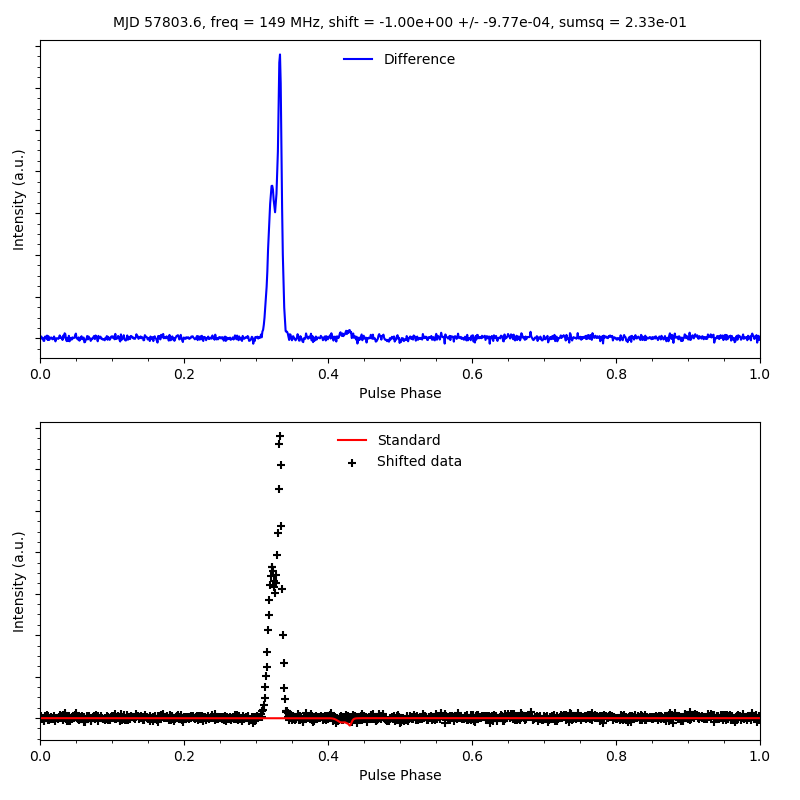 MJD 57803.6, freq = 149 MHz, shift = -1.00e+00 +/- -9.77e-04, sumsq = 2.33e-01
Difference
Intensity (a.u.)
0.0 0.2 0.4 0.6 0.8 1.0
Pulse Phase
Standard
Shifted data
Intensity (a.u.)
0.0 0.2 0.4 0.6 0.8 1.0
Pulse Phase